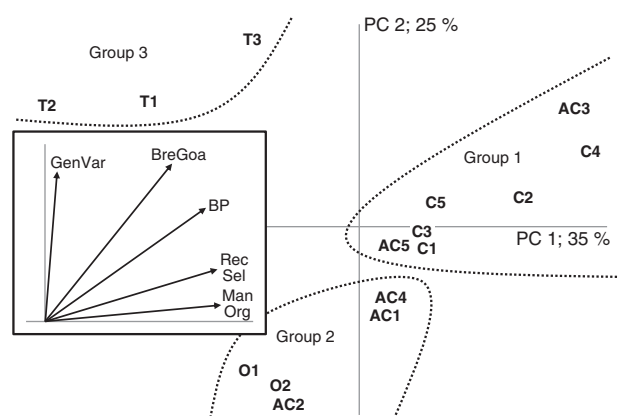 PC 2; 25 %
T3
Group 3
T2
T1
AC3
GenVar
BreGoa
Group 1
C4
BP
C5
C2
C3
PC 1; 35 %
AC5
C1
Rec
Sel
Man
Org
AC4
AC1
Group 2
O1
O2
AC2